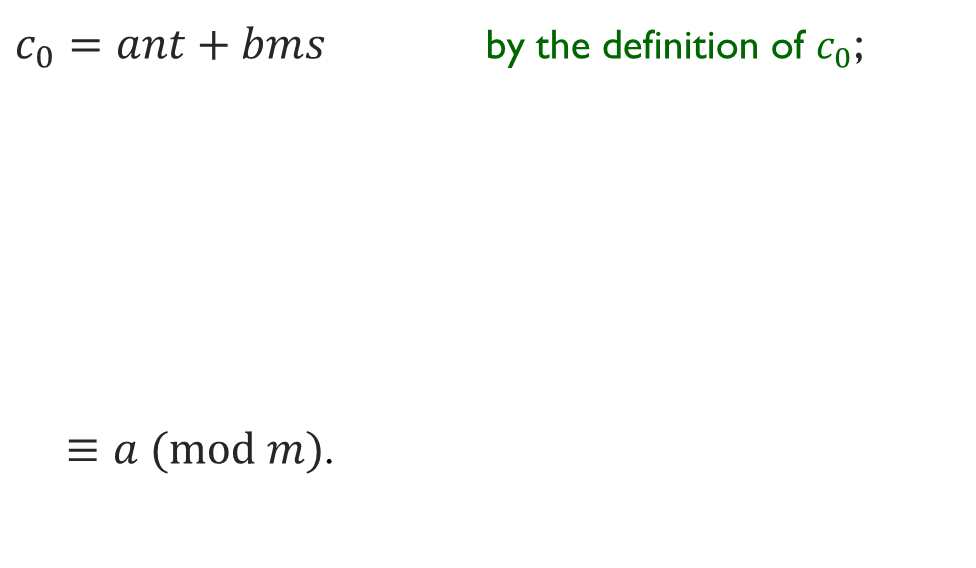 𝑐₀ = 𝑎𝑛𝑡 + 𝑏𝑚𝑠 by the definition of 𝑐₀;
≡ 𝑎 (mod 𝑚).